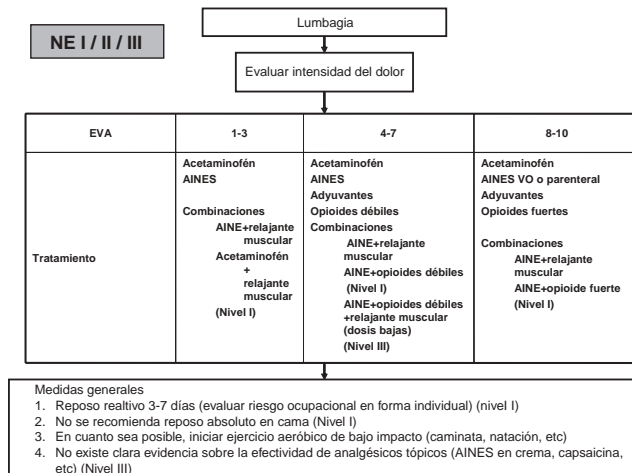 Lumbagia
NE I / II / III
Evaluar intensidad del dolor
EVA
1-3
4-7
8-10
Tratamiento
Acetaminofén
AINES
Combinaciones
AINE+relajante
muscular
Acetaminofén
+
relajante
muscular
(Nivel I)
Acetaminofén
AINES
Adyuvantes
Opioides débiles
Combinaciones
AINE+relajante
muscular
AINE+opioides débiles
(Nivel I)
AINE+opioides débiles
+relajante muscular
(dosis bajas)
(Nivel III)
Acetaminofén
AINES VO o parenteral
Adyuvantes
Opioides fuertes
Combinaciones
AINE+relajante
muscular
AINE+opioide fuerte
(Nivel I)
Medidas generales
1. Reposo realtivo 3-7 días (evaluar riesgo ocupacional en forma individual) (nivel I)
2. No se recomienda reposo absoluto en cama (Nivel I)
3. En cuanto sea posible, iniciar ejercicio aeróbico de bajo impacto (caminata, natación, etc)
4. No existe clara evidencia sobre la efectividad de analgésicos tópicos (AINES en crema, capsaicina,
etc) (Nivel III)